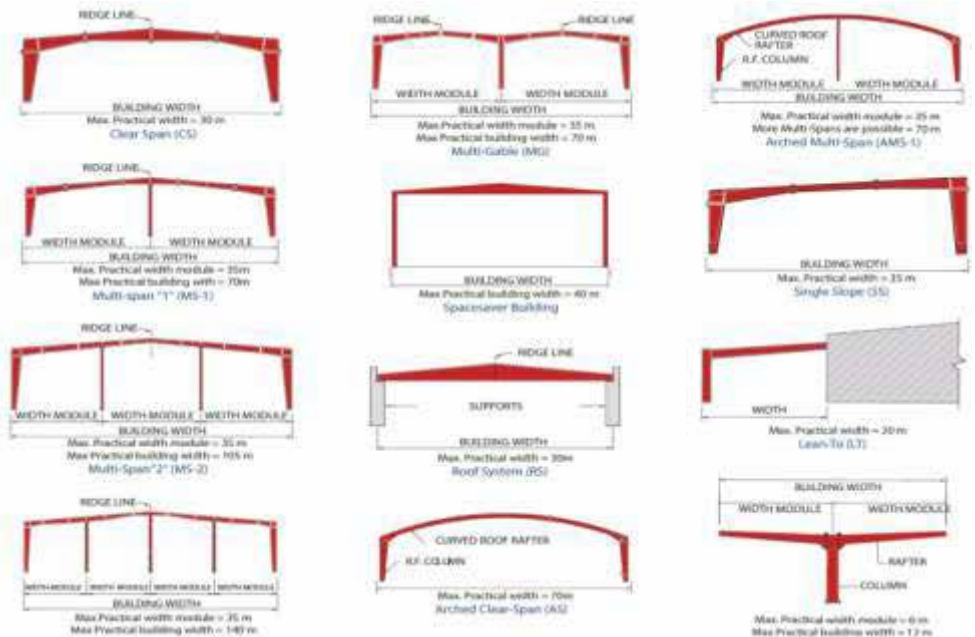 RIDGE LINE
BUILDING WIDTH
Max. Practical width = 30 m
Clear Span (CS)
RIDGE LINE
RIDGE LINE
WIDTH MODULE
WIDTH MODULE
BUILDING WIDTH
Max Practical width module = 35 m
Max Practical building width = 70 m
Multi-Gable (MG)
CURVED ROOF
RAFTER
R.F. COLUMN
WIDTH MODULE
WIDTH MODULE
BUILDING WIDTH
Max. Practical width module = 35 m
More Multi Spans are possible = 70 m
Arched Multi-Span (AMS-1)
RIDGE LINE
WIDTH MODULE
WIDTH MODULE
BUILDING WIDTH
Max. Practical width module = 35m
Max Practical building with = 70m
Multi-span "1" (MS-1)
BUILDING WIDTH
Max Practical building width = 40 m
Spacesaver Building
BUILDING WIDTH
Max. Practical width = 35 m
Single Slope (SS)
RIDGE LINE
WIDTH MODULE
WIDTH MODULE
WIDTH MODULE
BUILDING WIDTH
Max. Practical width module = 35 m
Max Practical building width = 105 m
Multi-Span"2" (MS-2)
RIDGE LINE
SUPPORTS
BUILDING WIDTH
Max. Practical width = 30m
Roof System (RS)
WIDTH
Max. Practical width = 20 m
Lean-To (LT)
RIDGE LINE
WIDTH MODULE
WIDTH MODULE
WIDTH MODULE
WIDTH MODULE
BUILDING WIDTH
Max Practical width module = 35 m
Max Practical building width = 140 m
CURVED ROOF RAFTER
R.F. COLUMN
Max. Practical width = 70m
Arched Clear-Span (AS)
BUILDING WIDTH
WIDTH MODULE
WIDTH MODULE
RAFTER
COLUMN
Max. Practical width module = 6 m
Max Practical building width = 12 m